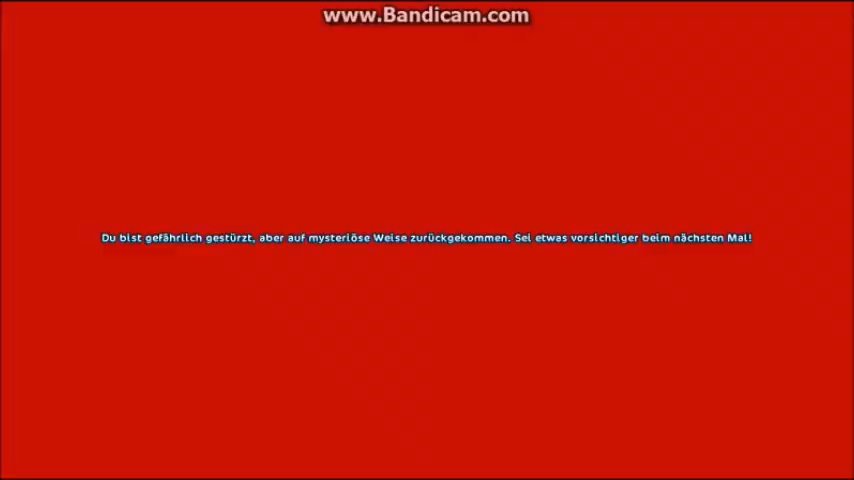 www.Bandicam.com
Du bist gefährlich gestürzt, aber auf mysteriöse Weise zurückgekommen. Sei etwas vorsichtiger beim nächsten Mal!